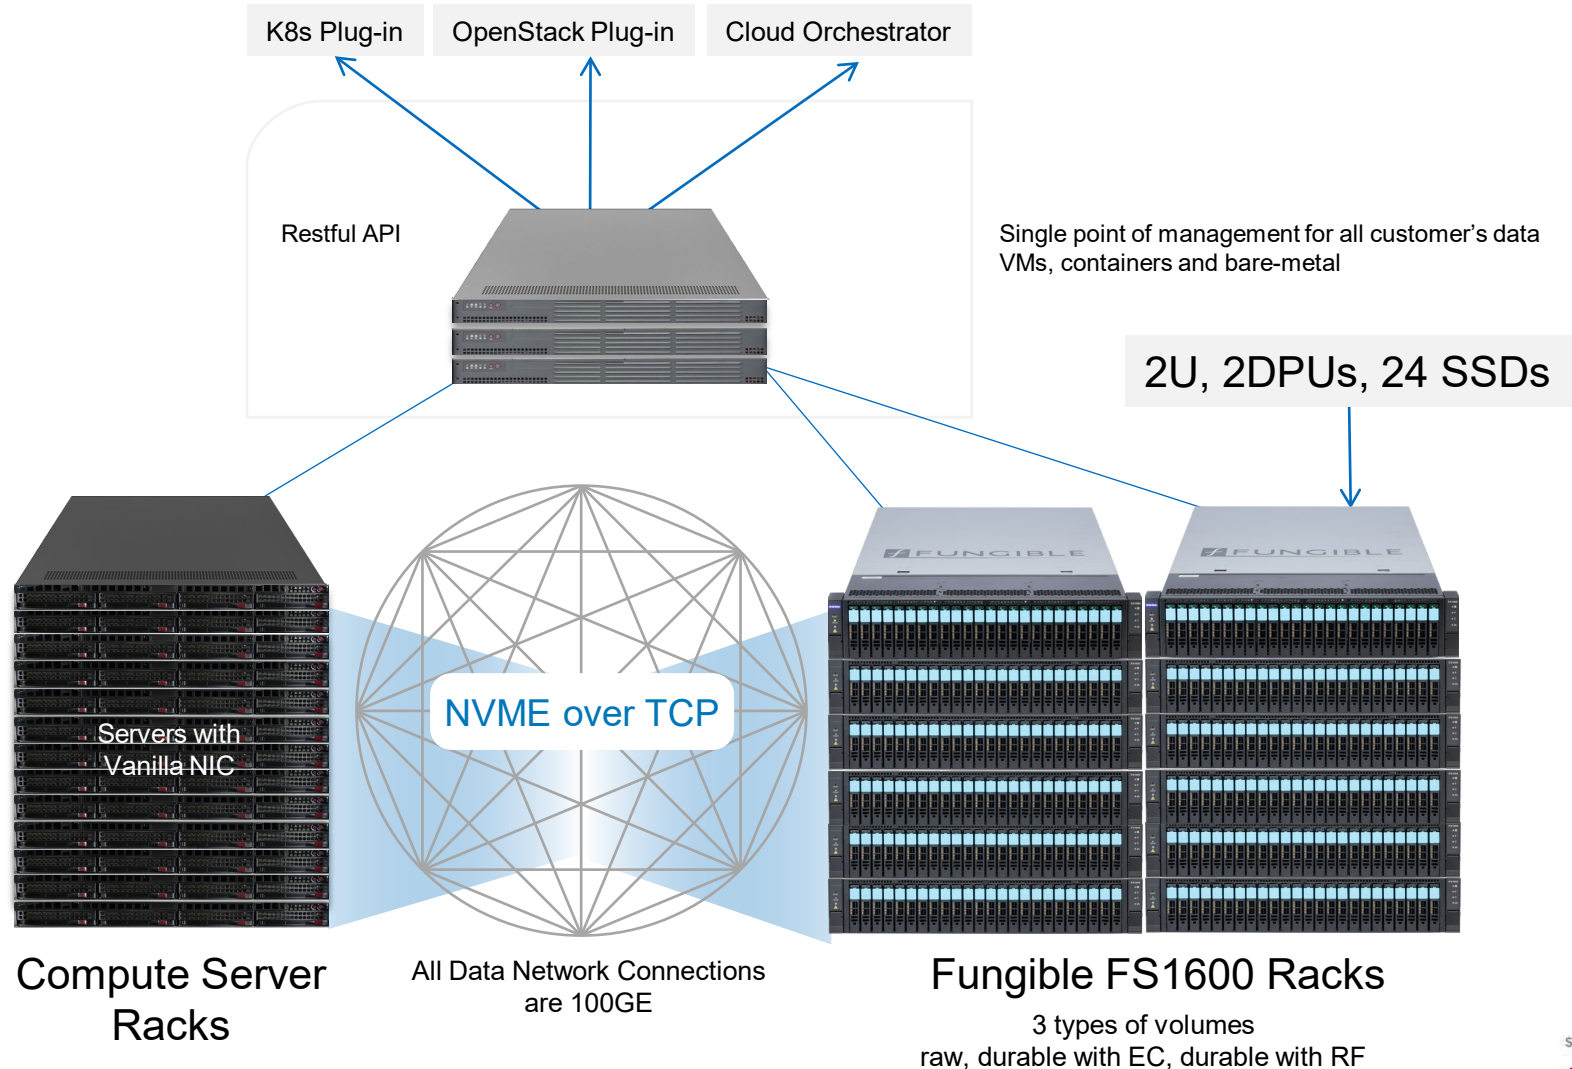 K8s Plug-in
OpenStack Plug-in
Cloud Orchestrator
Restful API
Single point of management for all customer's data
VMs, containers and bare-metal
2U, 2DPUs, 24 SSDs
FUNGIBLE
FUNGIBLE
NVME over TCP
Servers with
Vanilla NIC
Compute Server
Racks
All Data Network Connections
are 100GE
Fungible FS1600 Racks
3 types of volumes
raw, durable with EC, durable with RF